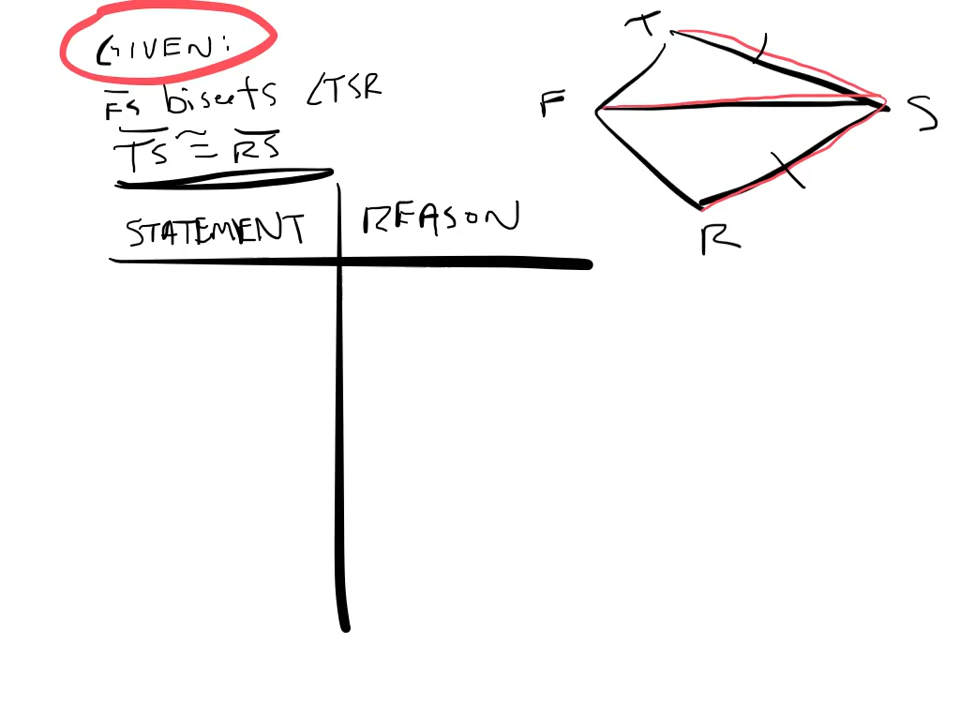 GIVEN:
FS bisects ∠TSR
TS ≅ RS
STATEMENT
REASON
T
F
S
R